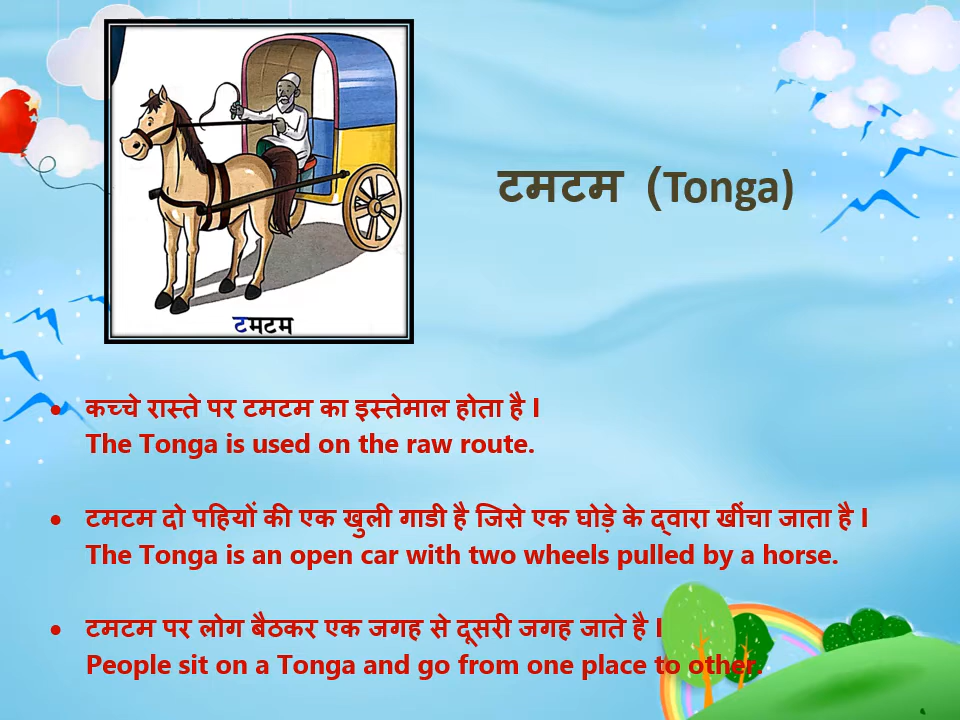 टमटम
टमटम (Tonga)
• कच्चे रास्ते पर टमटम का इस्तेमाल होता है I
The Tonga is used on the raw route.
• टमटम दो पहियों की एक खुली गाडी है जिसे एक घोड़े के द्वारा खींचा जाता है I
The Tonga is an open car with two wheels pulled by a horse.
• टमटम पर लोग बैठकर एक जगह से दूसरी जगह जाते है I
People sit on a Tonga and go from one place to other.